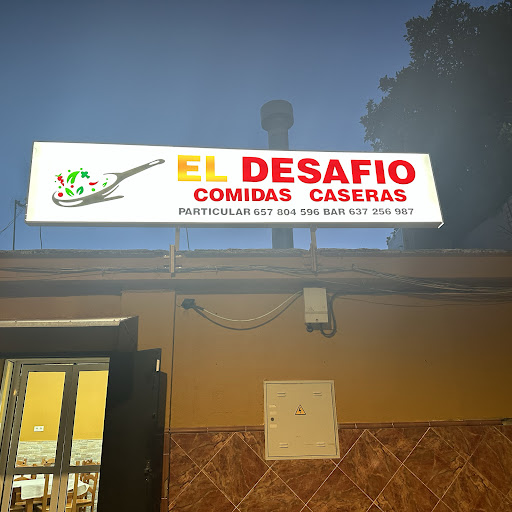 EL DESAFIO
COMIDAS CASERAS
PARTICULAR 657 804 596 BAR 637 256 987